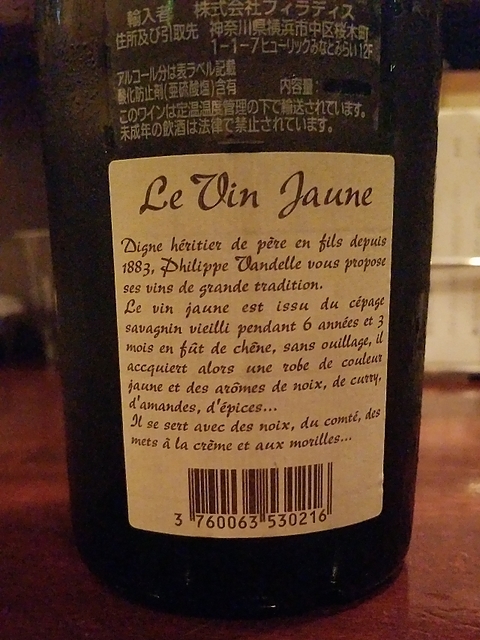 輸入者 株式会社フィラディス
住所及び引取先 神奈川県横浜市中区桜木町
1-1-7ヒューリックみなとみらい12F
アルコール分は表ラベル記載
酸化防止剤(亜硫酸塩)含有 内容量:
このワインは定温温度管理の下で輸送されています。
未成年の飲酒は法律で禁止されています。
Le Vin Jaune
Digne héritier de père en fils depuis
1883, Philippe Vandelle vous propose
ses vins de grande tradition.
Le vin jaune est issu du cépage
savagnin vieilli pendant 6 années et 3
mois en fût de chêne, sans ouillage, il
accquiert alors une robe de couleur
jaune et des arômes de noix, de curry,
d'amandes, d'épices...
Il se sert avec des noix, du comté, des
mets à la crème et aux morilles...
3 760063 530216